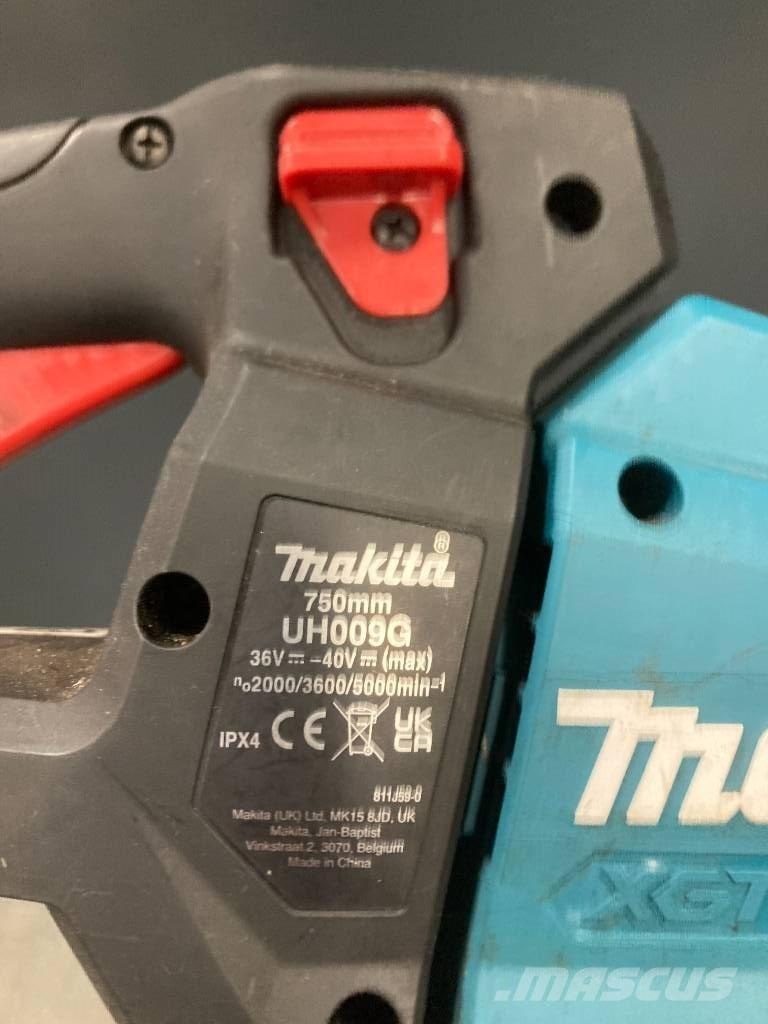 makita®
750mm
UH009G
36V⎓ -40V⎓ (max)
n₀2000/3600/5000min-1
IPX4 CE UK CA
811J59-0
Makita (UK) Ltd, MK15 8JD, UK
Makita, Jan-Baptist
Vinkstraat 2, 3070, Belgium
Made in China
XGT
MASCUS